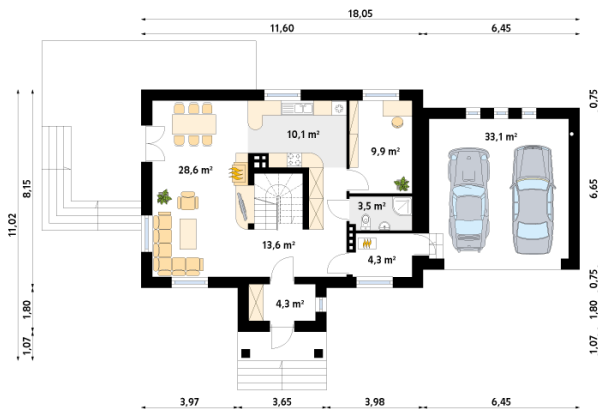 18,05
11,60 6,45
0,75
10,1 m²
33,1 m²
9,9 m²
28,6 m²
8,15
6,65
11,02
3,5 m²
13,6 m²
4,3 m²
0,75
1,80
4,3 m²
1,80
1,07
1,07
3,97 3,65 3,98 6,45